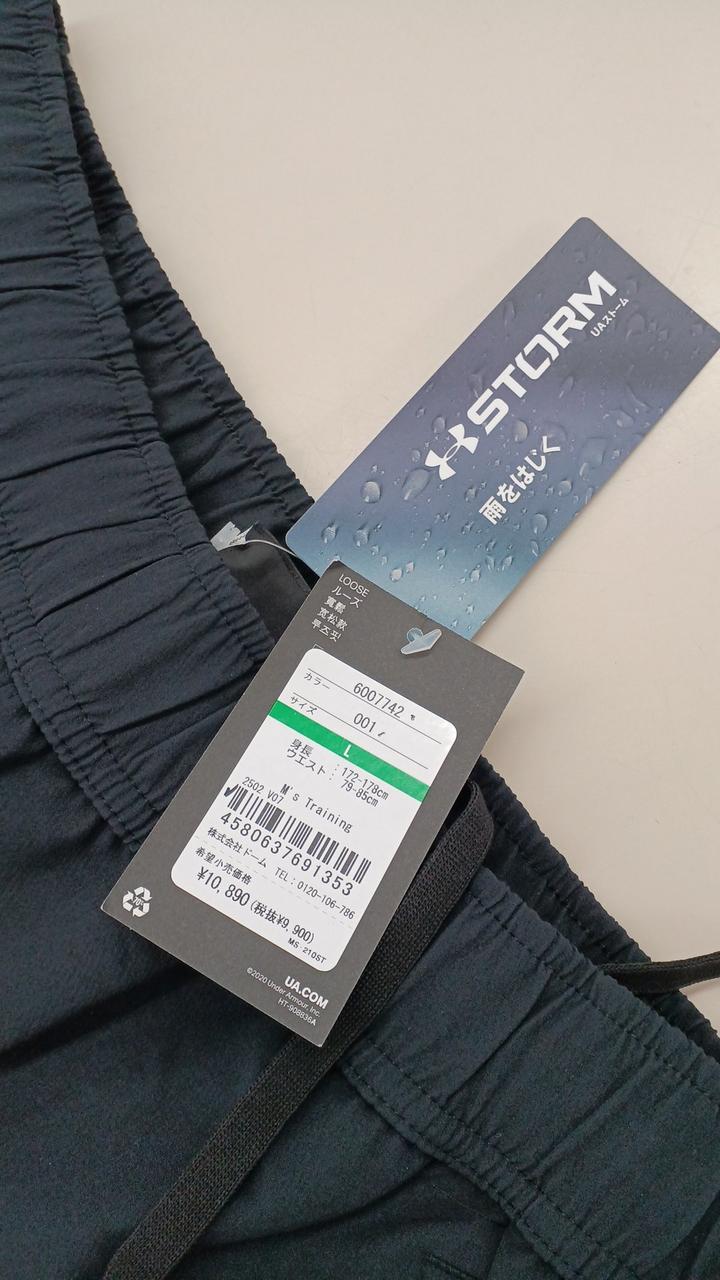 STORM
UAストーム
雨をはじく
LOOSE
ルーズ
寬鬆
宽松款
루즈핏
カラー 6007742
サイズ 001
L
身長 : 172-178cm
ウエスト : 79-85cm
M's Training
2502 V07
4580637691353
株式会社ドーム TEL : 0120-106-786
希望小売価格
¥10,890 (税抜¥9,900)
MS-210ST
70%
UA.COM
©2020 Under Armour, Inc.
HT-908836A